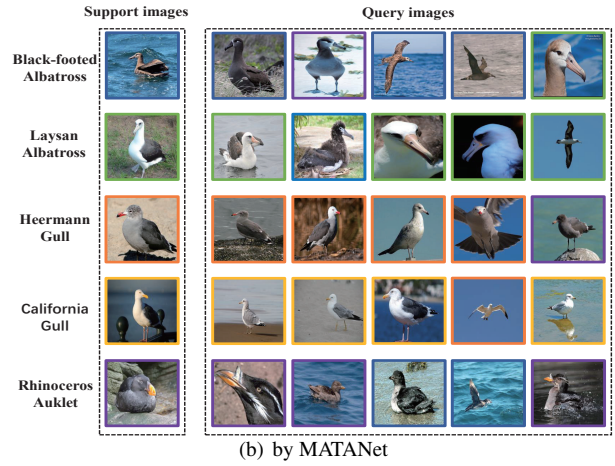 Support images
Query images
Black-footed
Albatross
Laysan
Albatross
Heermann
Gull
California
Gull
Rhinoceros
Auklet
(b) by MATANet